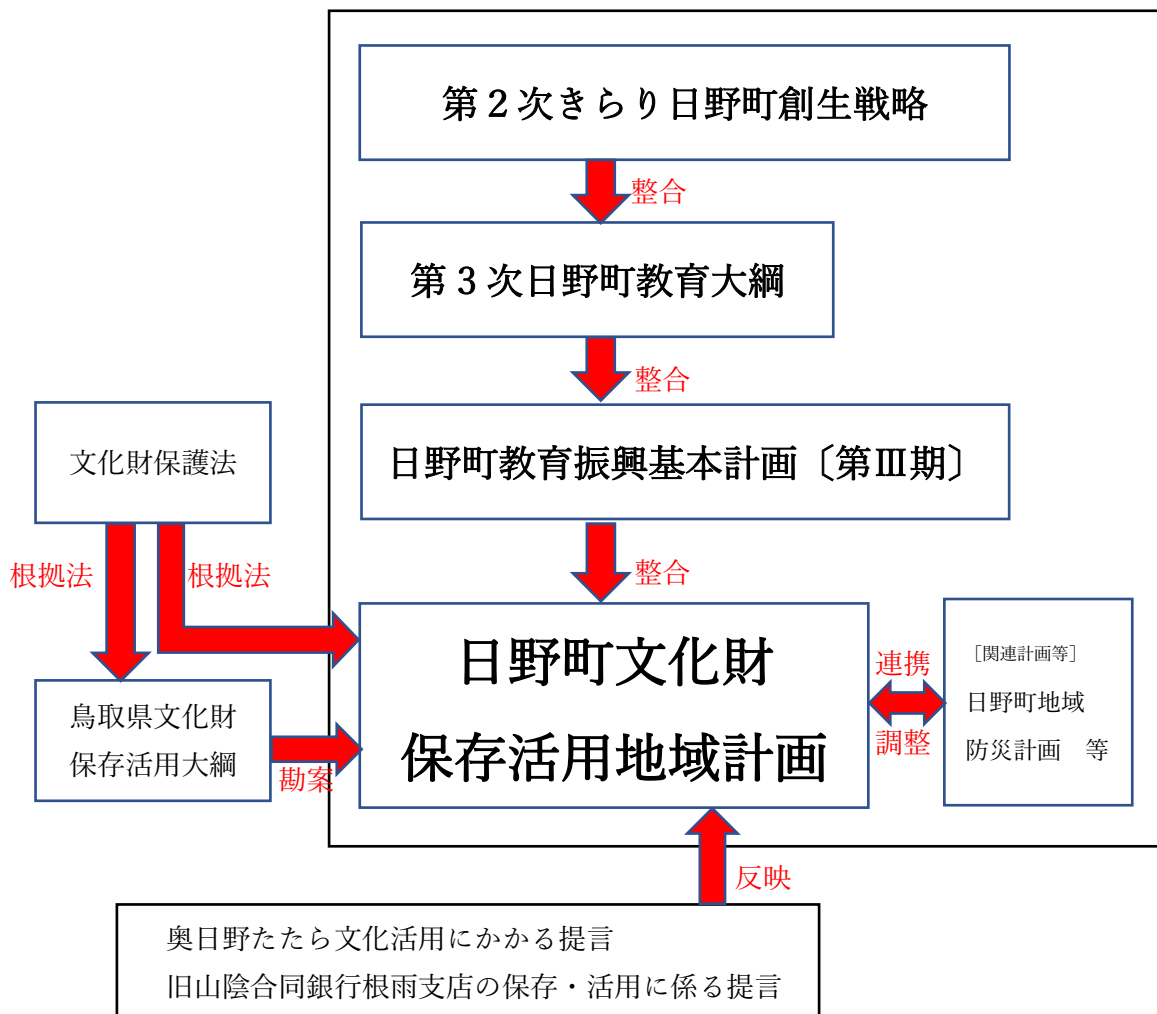 第２次きらり日野町創生戦略
整合
第３次日野町教育大綱
整合
日野町教育振興基本計画〔第Ⅲ期〕
整合
文化財保護法
根拠法
根拠法
鳥取県文化財
保存活用大綱
勘案
日野町文化財
保存活用地域計画
連携
調整
［関連計画等］
日野町地域
防災計画　等
反映
奥日野たたら文化活用にかかる提言
旧山陰合同銀行根雨支店の保存・活用に係る提言